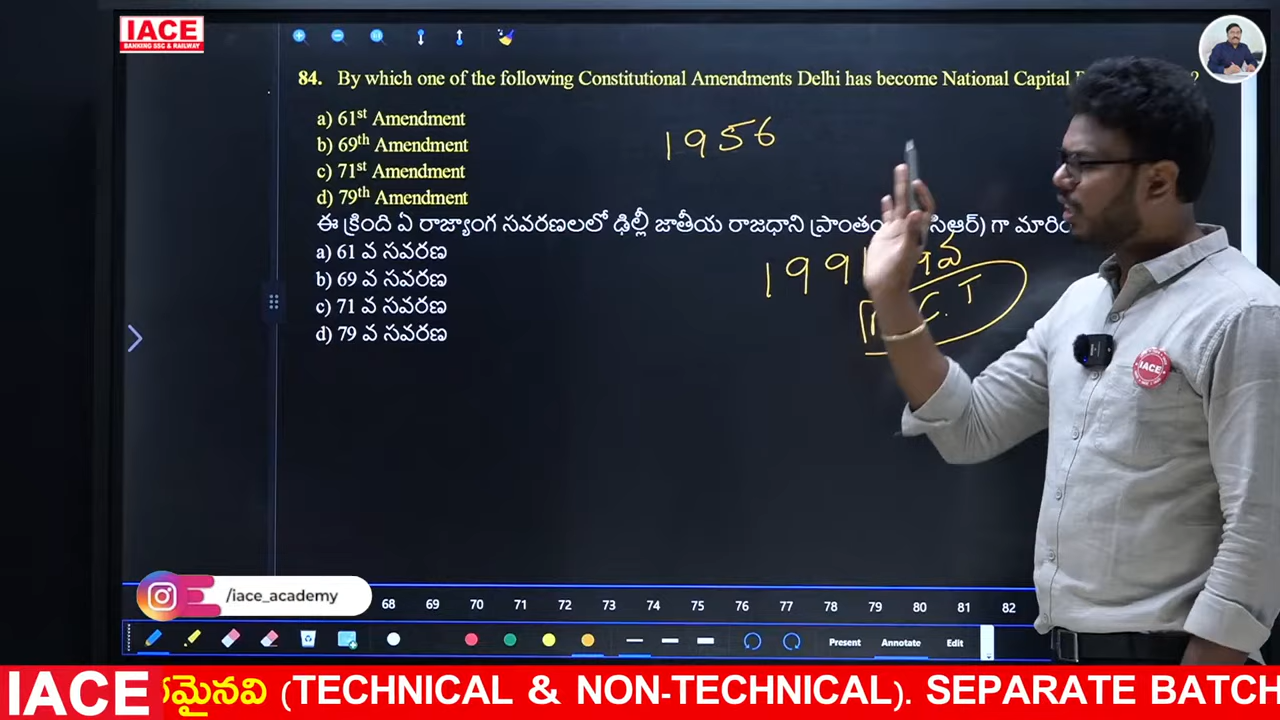 IACE
BANKING SSC & RAILWAY
84. By which one of the following Constitutional Amendments Delhi has become National Capital ?
a) 61st Amendment
b) 69th Amendment
c) 71st Amendment
d) 79th Amendment
1956
ఈ క్రింది ఏ రాజ్యాంగ సవరణలలో ఢిల్లీ జాతీయ రాజధాని గా
a) 61 వ సవరణ
b) 69 వ సవరణ
c) 71 వ సవరణ
d) 79 వ సవరణ
C.T
IACE
/iace_academy
68 69 70 71 72 73 74 75 76 77 78 79 80 81 82
Present Annotate Edit
IACE (TECHNICAL & NON-TECHNICAL). SEPARATE BATCH